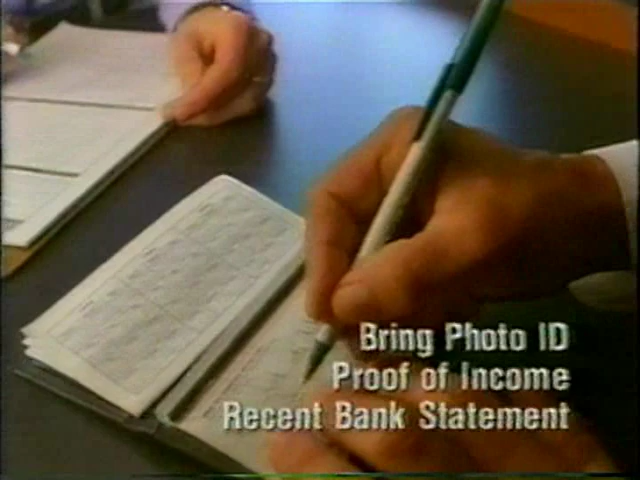 Bring Photo ID
Proof of Income
Recent Bank Statement